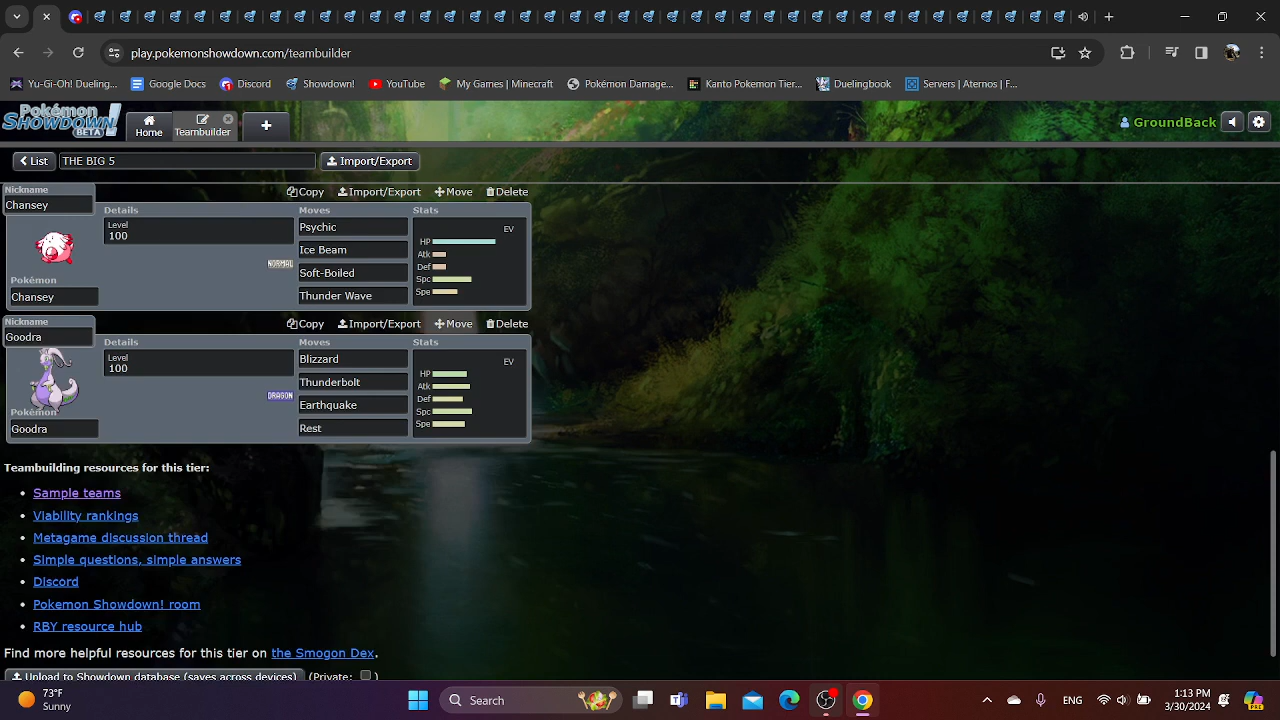 play.pokemonshowdown.com/teambuilder
Yu-Gi-Oh! Dueling...
Google Docs
Discord
Showdown!
YouTube
My Games | Minecraft
Pokémon Damage...
Kanto Pokemon Tier...
Duelingbook
Servers | Aternos | F...
Pokémon
SHOWDOWN!
BETA
Home
Teambuilder
GroundBack
List
THE BIG 5
Import/Export
Nickname
Chansey
Copy
Import/Export
Move
Delete
Details
Moves
Stats
Level
100
Psychic
EV
HP
Ice Beam
Atk
NORMAL
Def
Soft-Boiled
Pokémon
Spc
Chansey
Thunder Wave
Spe
Nickname
Goodra
Copy
Import/Export
Move
Delete
Details
Moves
Stats
Level
100
Blizzard
EV
HP
Thunderbolt
Atk
DRAGON
Def
Earthquake
Pokémon
Spc
Goodra
Rest
Spe
Teambuilding resources for this tier:
Sample teams
Viability rankings
Metagame discussion thread
Simple questions, simple answers
Discord
Pokemon Showdown! room
RBY resource hub
Find more helpful resources for this tier on the Smogon Dex.
Upload to Showdown database (saves across devices) (Private: )
73°F
Sunny
Search
ENG
1:13 PM
3/30/2024
PRE